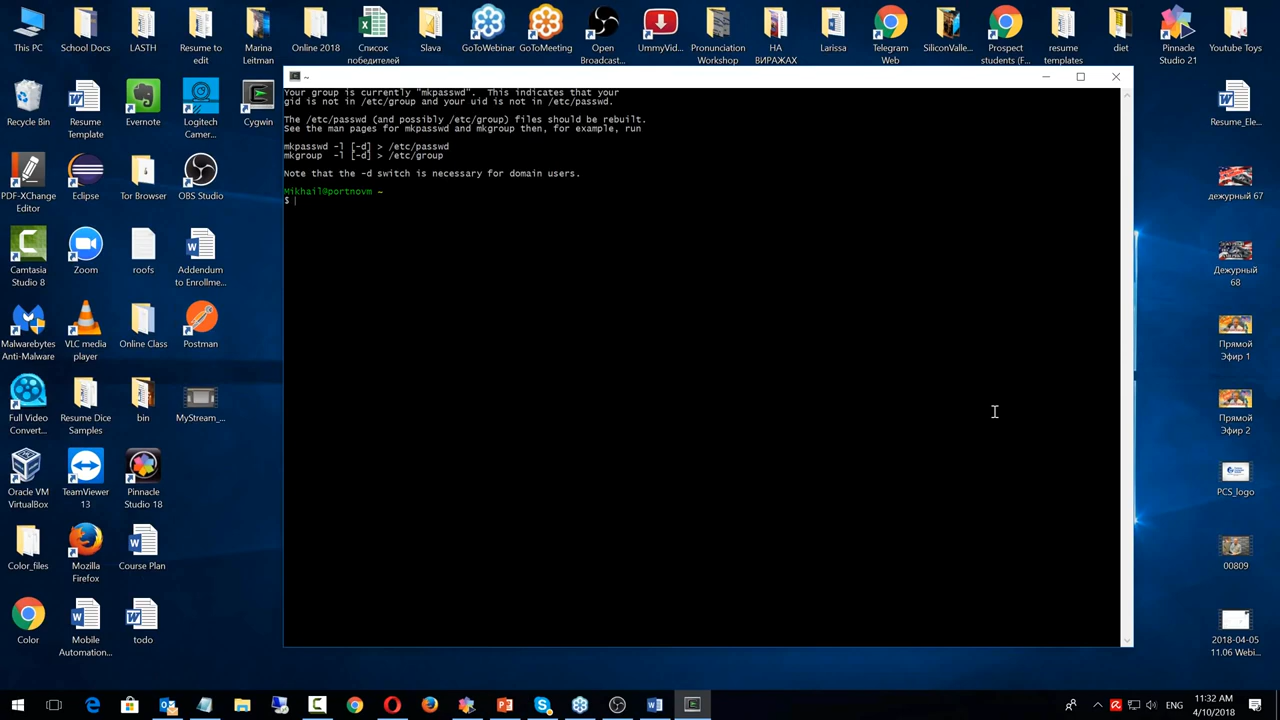 This PC
School Docs
LASTH
Resume to
edit
Marina
Leitman
Online 2018
Список
победителей
Slava
GoToWebinar
GoToMeeting
Open
Broadcast...
UmmyVid...
Pronunciation
Workshop
НА
ВИРАЖАХ
Larissa
Telegram
Web
SiliconValle...
Prospect
students (F...
resume
templates
diet
Pinnacle
Studio 21
Youtube Toys
Recycle Bin
Resume
Template
Evernote
Logitech
Camer...
Cygwin
Resume_Ele...
PDF-XChange
Editor
Eclipse
Tor Browser
OBS Studio
дежурный 67
Camtasia
Studio 8
Zoom
roofs
Addendum
to Enrollme...
Дежурный
68
Malwarebytes
Anti-Malware
VLC media
player
Online Class
Postman
Прямой
Эфир 1
Full Video
Convert...
Resume Dice
Samples
bin
MyStream_...
Прямой
Эфир 2
Oracle VM
VirtualBox
TeamViewer
13
Pinnacle
Studio 18
PCS_logo
Color_files
Mozilla
Firefox
Course Plan
00809
Color
Mobile
Automation...
todo
2018-04-05
11.06 Webi...
~
Your group is currently "mkpasswd".  This indicates that your
gid is not in /etc/group and your uid is not in /etc/passwd.
The /etc/passwd (and possibly /etc/group) files should be rebuilt.
See the man pages for mkpasswd and mkgroup then, for example, run
mkpasswd -l [-d] > /etc/passwd
mkgroup  -l [-d] > /etc/group
Note that the -d switch is necessary for domain users.
Mikhail@portnovm ~
$
ENG
11:32 AM
4/10/2018